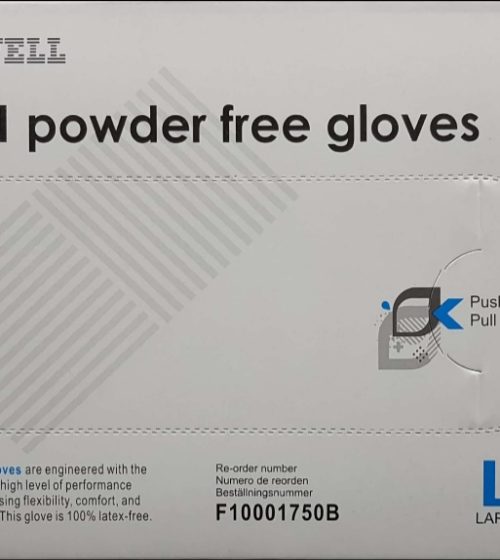 TELL
powder free gloves
Push
Pull
oves are engineered with the
high level of performance
sing flexibility, comfort, and
This glove is 100% latex-free.
Re-order number
Numero de reorden
Beställningsnummer
F10001750B
L
LAR